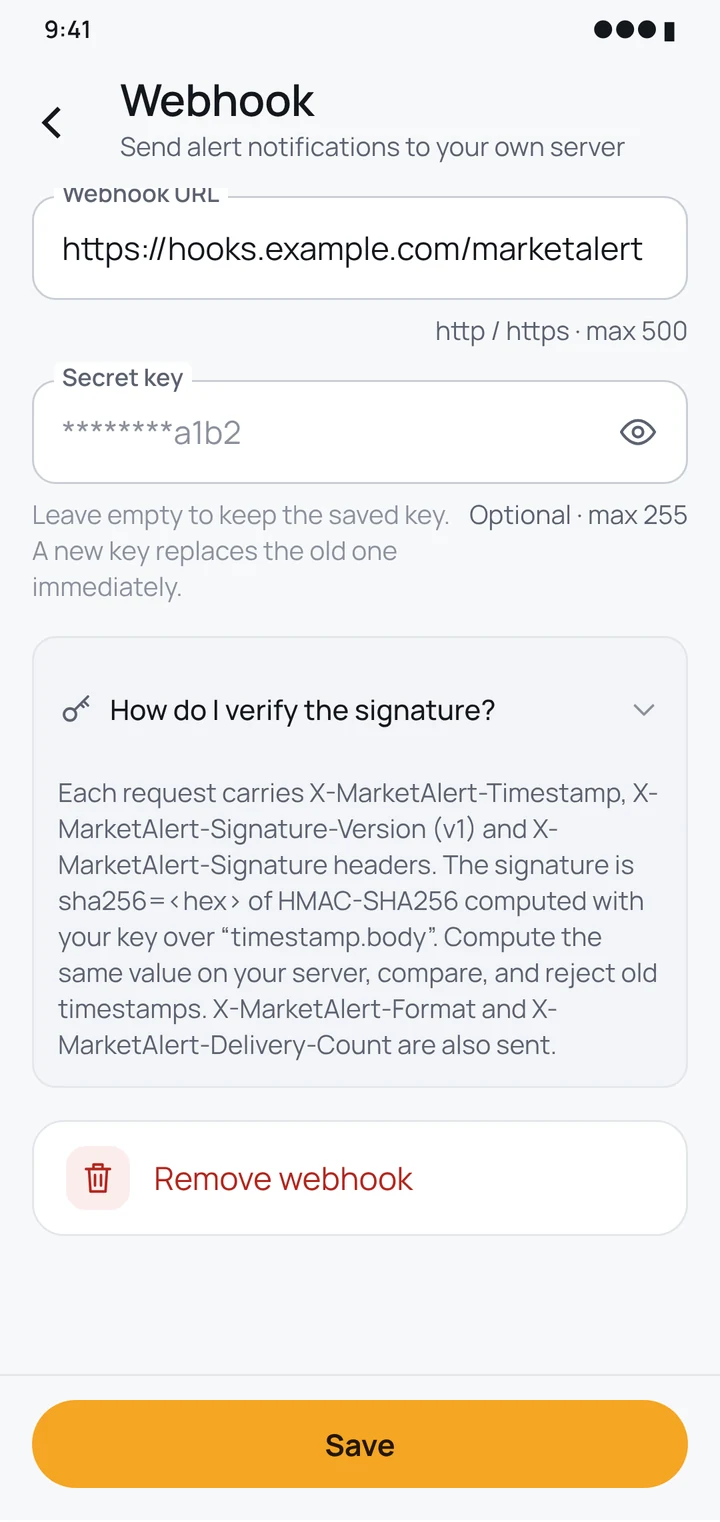 9:41
Webhook
Send alert notifications to your own server
Webhook URL
https://hooks.example.com/marketalert
http / https · max 500
Secret key
********a1b2
Leave empty to keep the saved key. Optional · max 255
A new key replaces the old one
immediately.
How do I verify the signature?
Each request carries X-MarketAlert-Timestamp, X-
MarketAlert-Signature-Version (v1) and X-
MarketAlert-Signature headers. The signature is
sha256=<hex> of HMAC-SHA256 computed with
your key over “timestamp.body”. Compute the
same value on your server, compare, and reject old
timestamps. X-MarketAlert-Format and X-
MarketAlert-Delivery-Count are also sent.
Remove webhook
Save